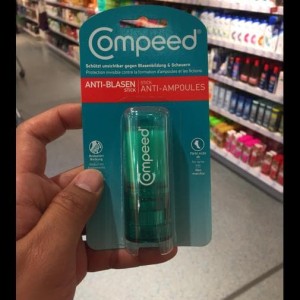 Compeed®
Schützt unsichtbar gegen Blasenbildung & Scheuern
Protection invisible contre la formation d'ampoules et les frictions
ANTI-BLASEN STICK
STICK ANTI-AMPOULES
Compeed